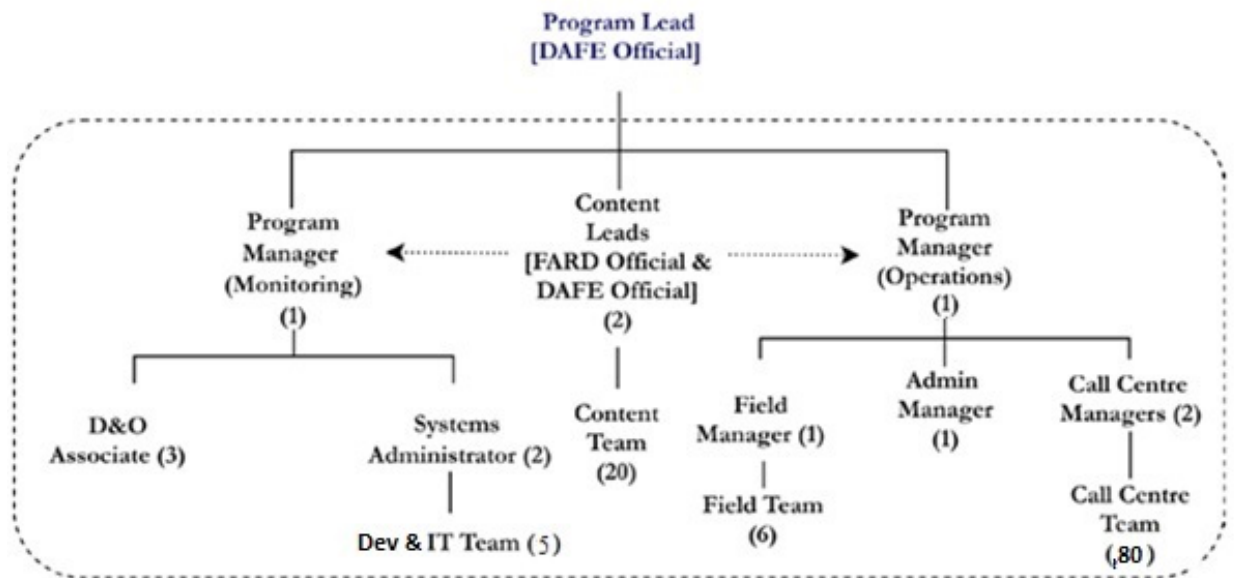 Program Lead
[DAFE Official]
Program
Manager
(Monitoring)
(1)
Content
Leads
[FARD Official &
DAFE Official]
(2)
Program
Manager
(Operations)
(1)
D&O
Associate (3)
Systems
Administrator (2)
Dev & IT Team (5)
Content
Team
(20)
Field
Manager (1)
Field Team
(6)
Admin
Manager
(1)
Call Centre
Managers (2)
Call Centre
Team
(80)